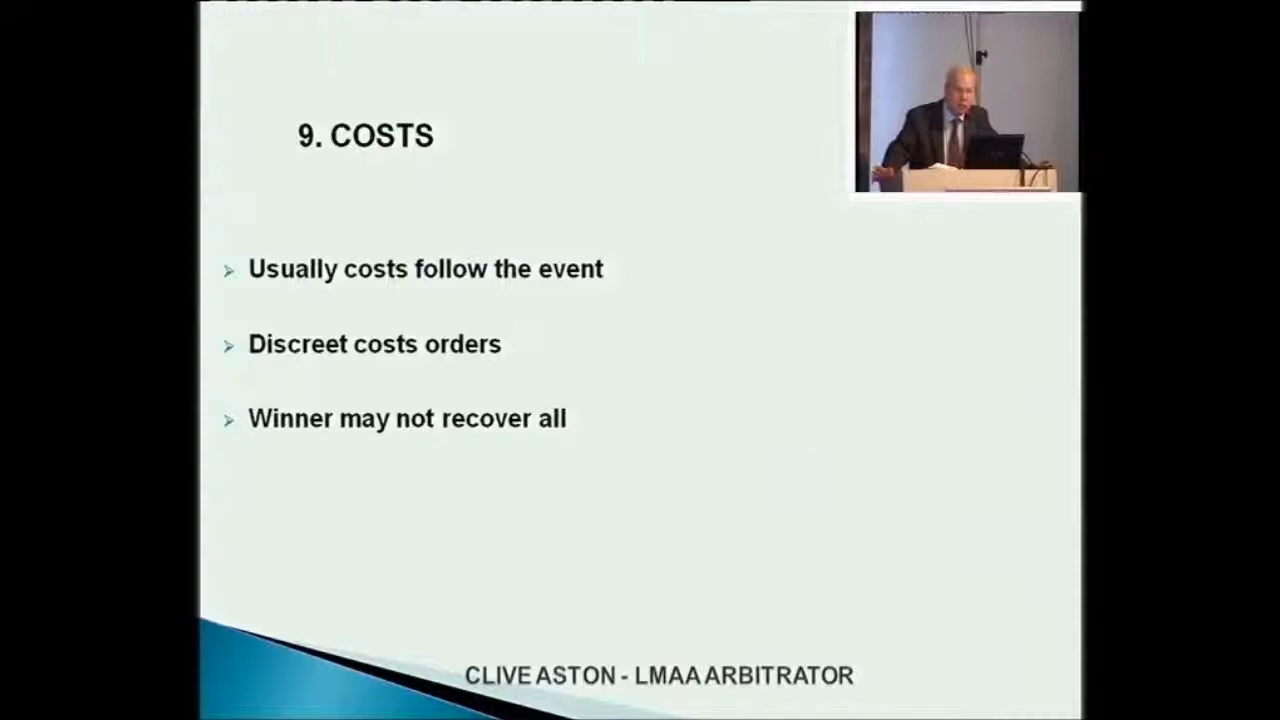 9. COSTS
Usually costs follow the event
Discreet costs orders
Winner may not recover all
CLIVE ASTON - LMAA ARBITRATOR